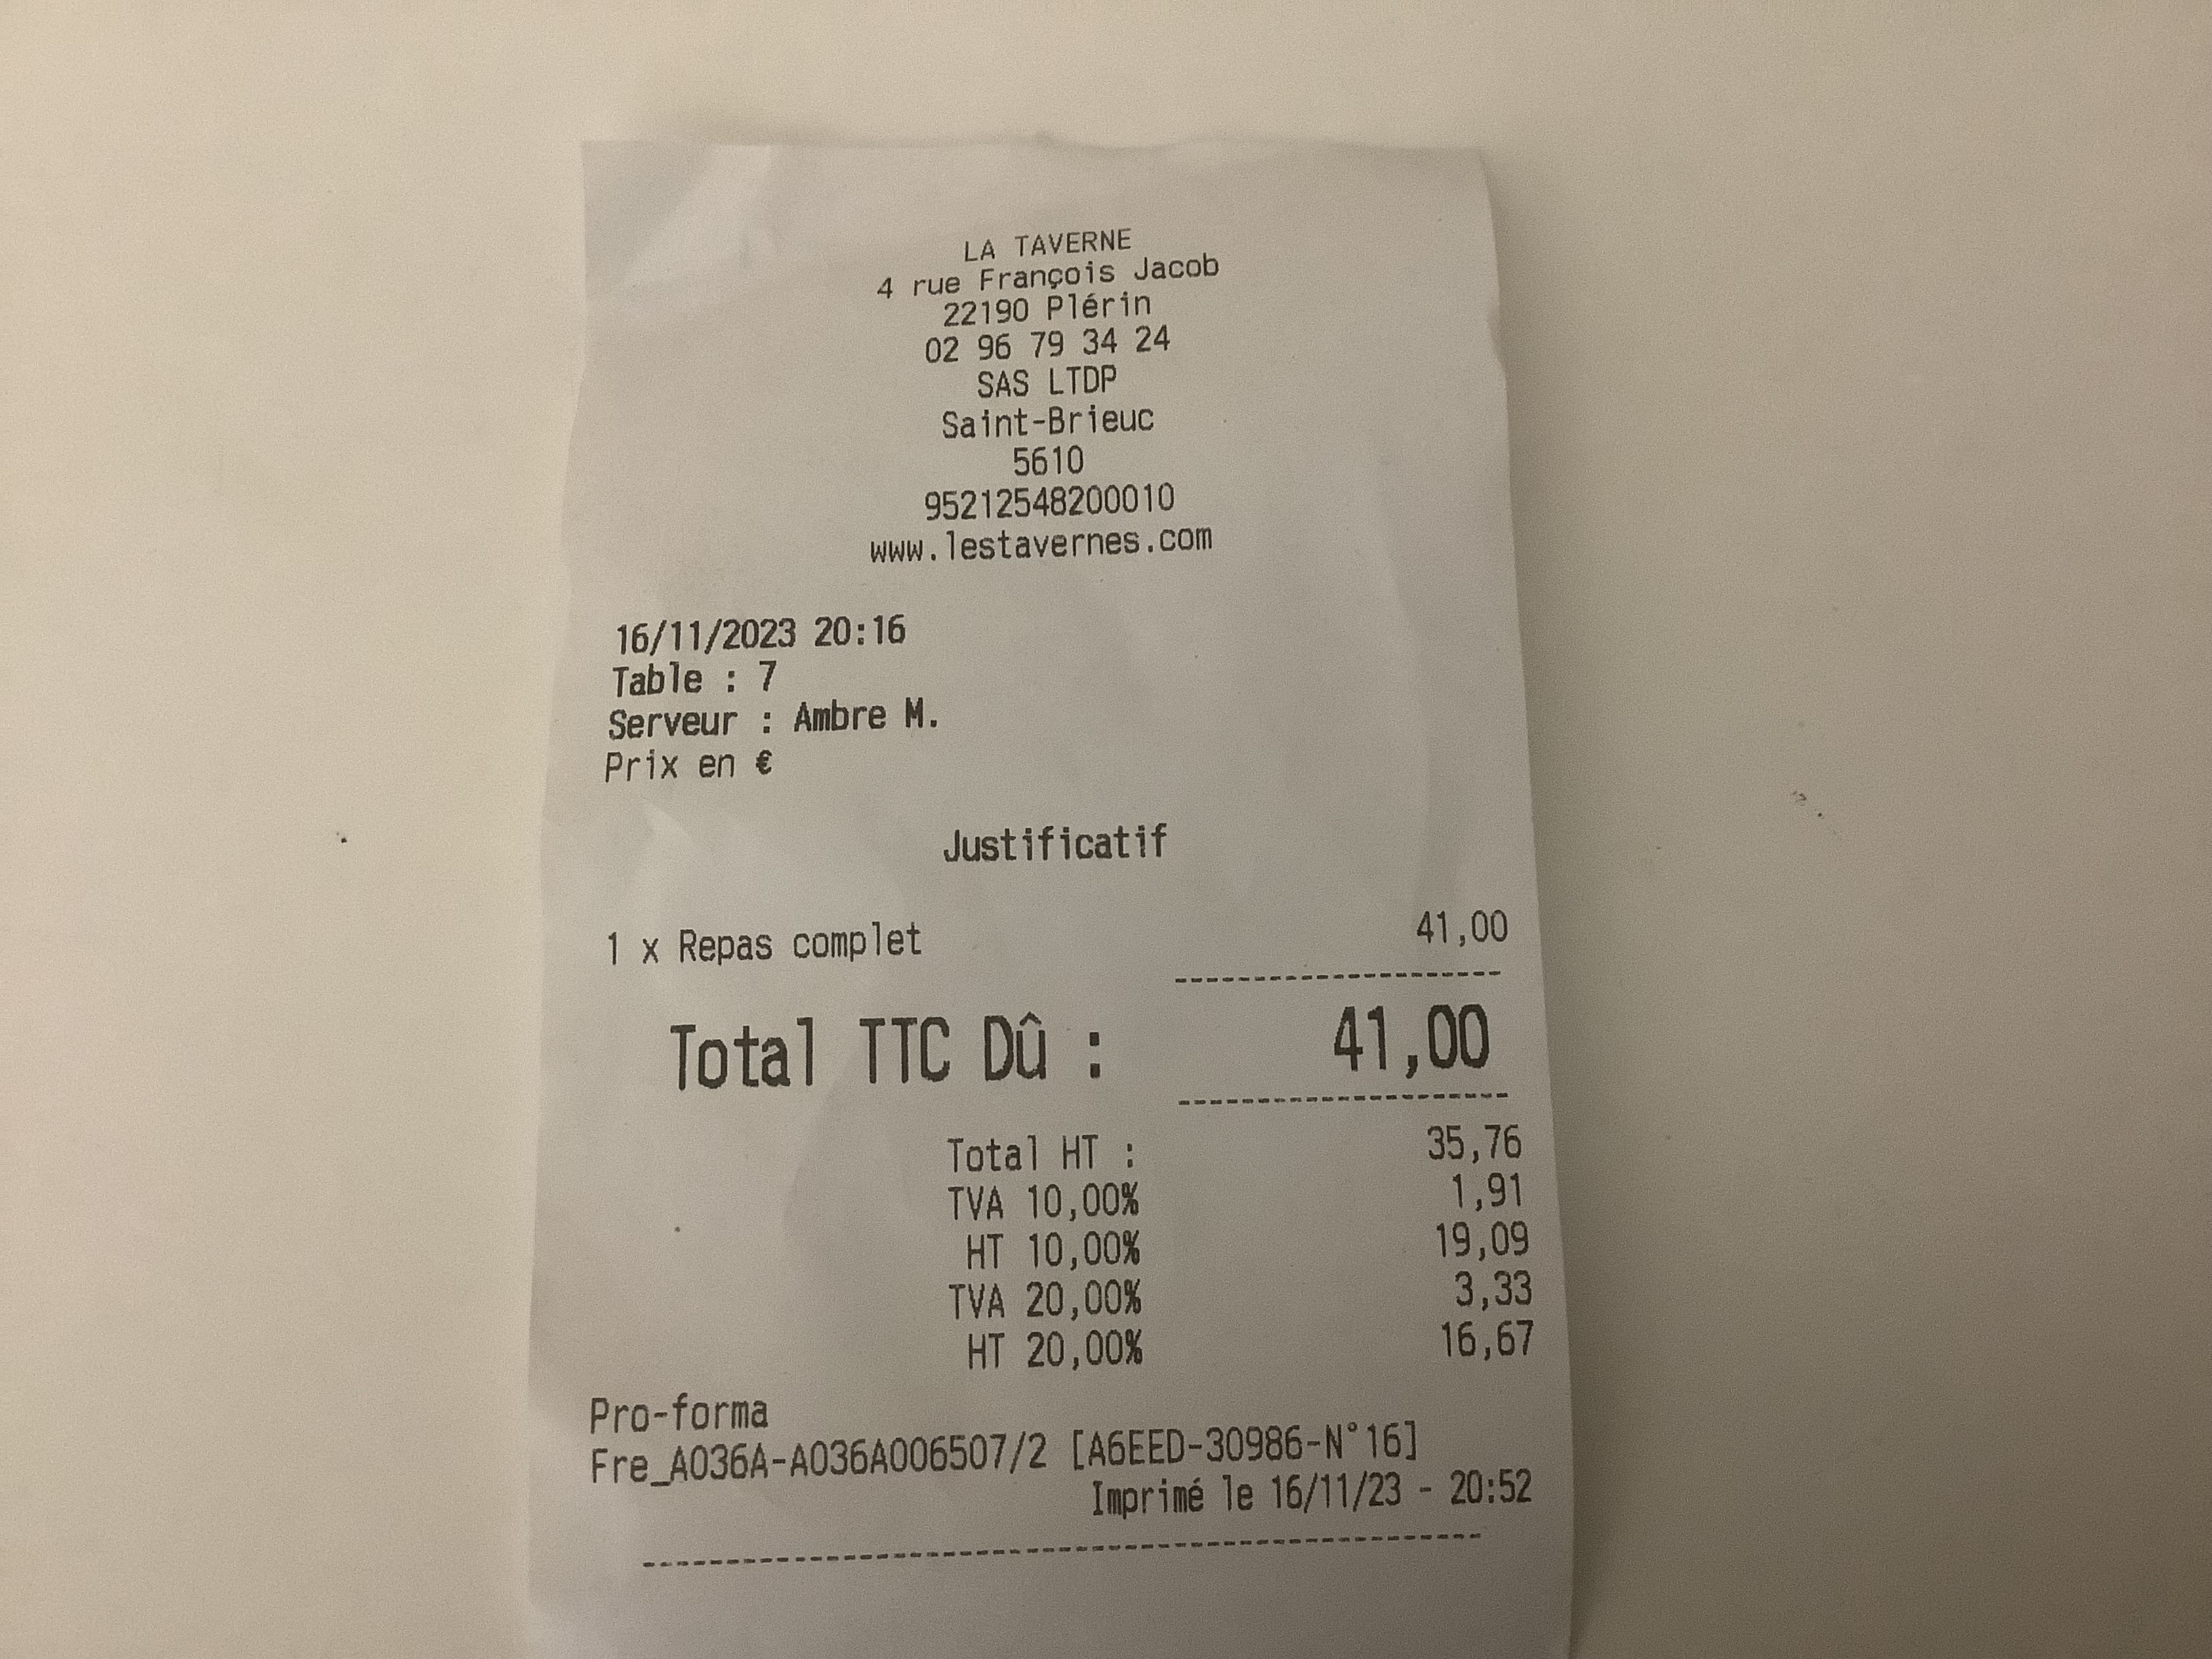 LA TAVERNE
4 rue François Jacob
22190 Plérin
02 96 79 34 24
SAS LTDP
Saint-Brieuc
5610
95212548200010
www.lestavernes.com
16/11/2023 20:16
Table : 7
Serveur : Ambre M.
Prix en €
Justificatif
1 x Repas complet 41,00
Total TTC Dû : 41,00
Total HT : 35,76
TVA 10,00% 1,91
HT 10,00% 19,09
TVA 20,00% 3,33
HT 20,00% 16,67
Pro-forma
Fre_A036A-A036A006507/2 [A6EED-30986-N°16]
Imprimé le 16/11/23 - 20:52